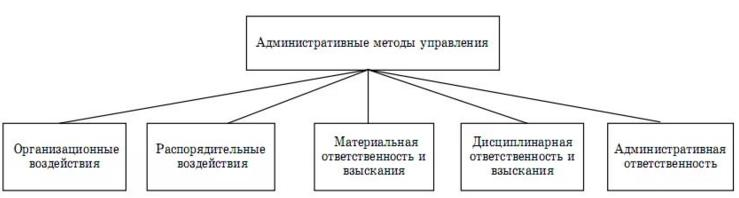 Административные методы управления
Организационные
воздействия
Распорядительные
воздействия
Материальная
ответственность и
взыскания
Дисциплинарная
ответственность и
взыскания
Административная
ответственность